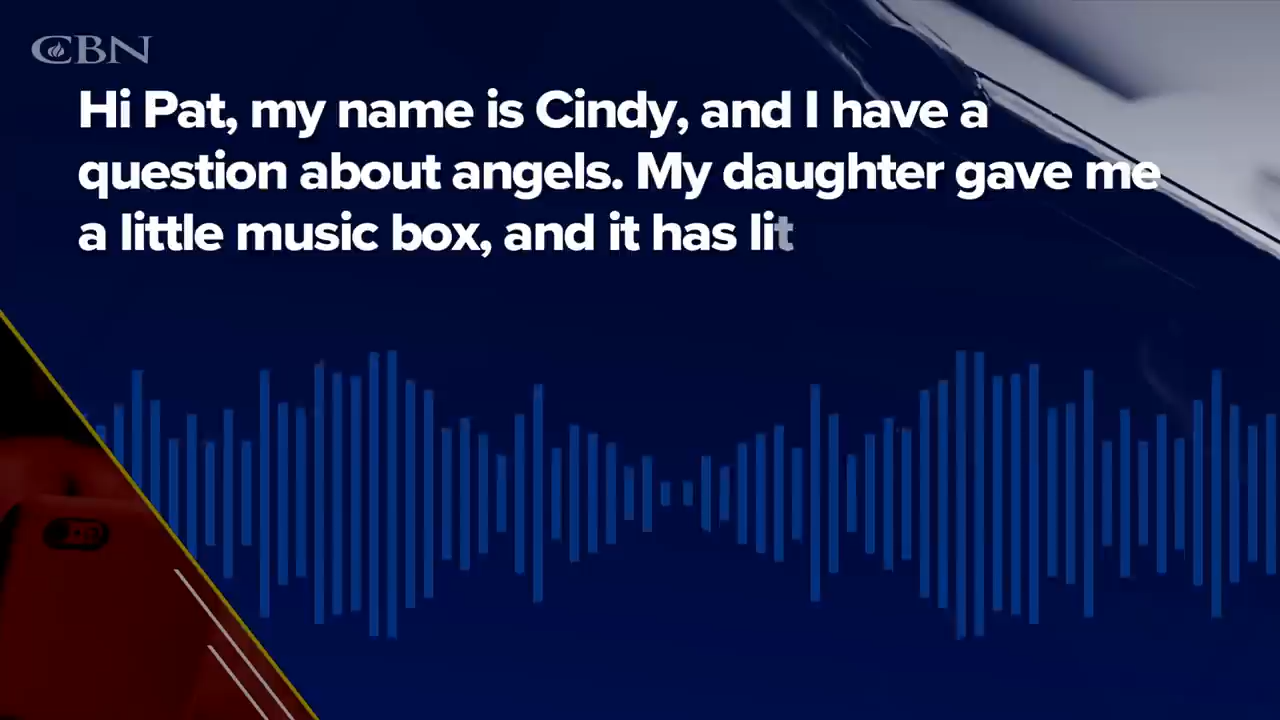 CBN
Hi Pat, my name is Cindy, and I have a
question about angels. My daughter gave me
a little music box, and it has lit